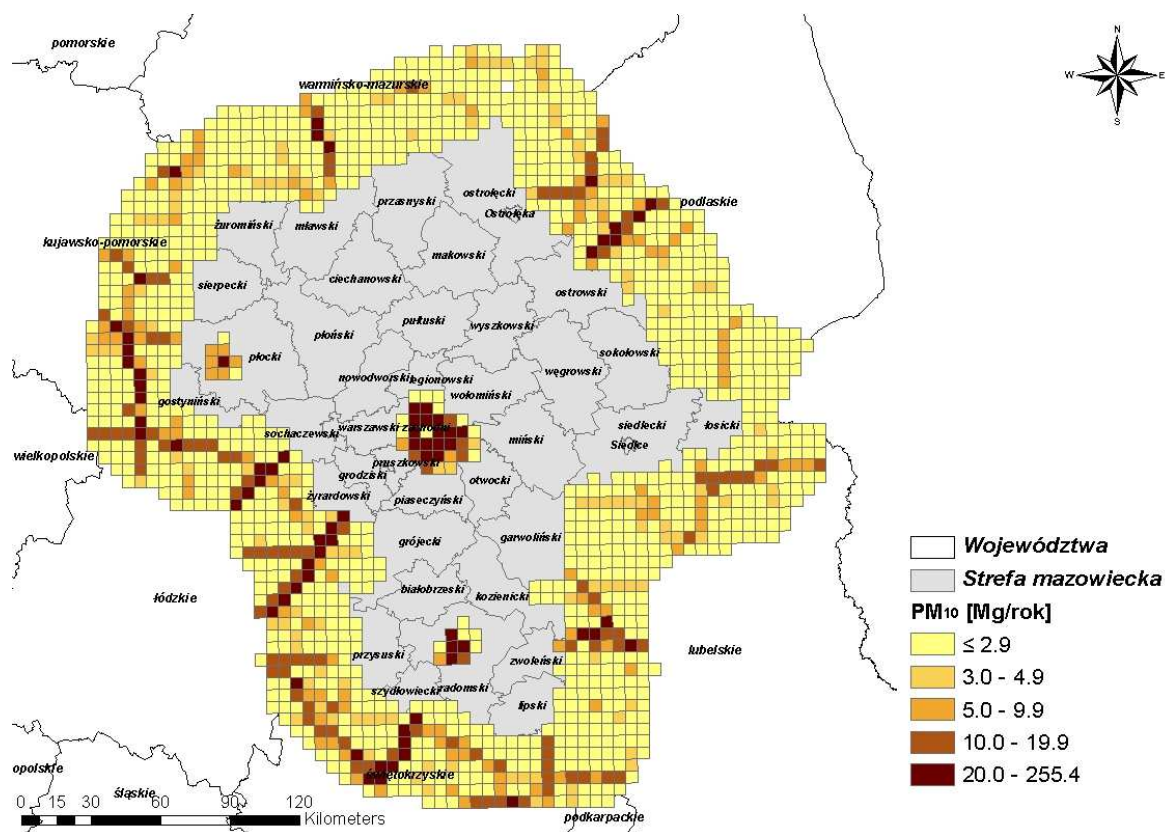 pomorskie
N
W E
S
warmińsko-mazurskie
ostrołęcki
przasnyski
Ostrołęka
podlaskie
żuromiński
mławski
kujawsko-pomorskie
makowski
ciechanowski
sierpecki
ostrowski
pułtuski
wyszkowski
płoński
sokołowski
płocki
węgrowski
nowodworski
legionowski
wołomiński
gostyniński
siedlecki
łosicki
sochaczewski
warszawski zachodni
miński
Siedlce
wielkopolskie
pruszkowski
grodziski
otwocki
żyrardowski
piaseczyński
garwoliński
grójecki
białobrzeski
kozienicki
łódzkie
przysuski
zwoleński
lubelskie
szydłowiecki
radomski
lipski
opolskie
świętokrzyskie
śląskie
podkarpackie
0 15 30 60 90 120
Kilometers
Województwa
Strefa mazowiecka
PM10 [Mg/rok]
≤ 2.9
3.0 - 4.9
5.0 - 9.9
10.0 - 19.9
20.0 - 255.4